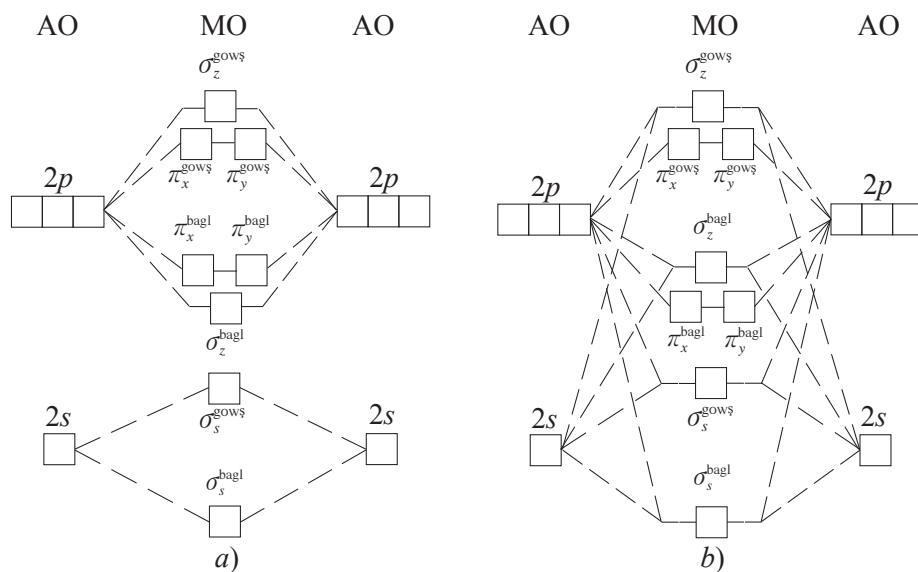 AO MO AO
σ_z^gowş
π_x^gowş π_y^gowş
2p 2p
π_x^bagl π_y^bagl
σ_z^bagl
σ_s^gowş
2s 2s
σ_s^bagl
a)
AO MO AO
σ_z^gowş
π_x^gowş π_y^gowş
2p 2p
σ_z^bagl
π_x^bagl π_y^bagl
σ_s^gowş
2s 2s
σ_s^bagl
b)